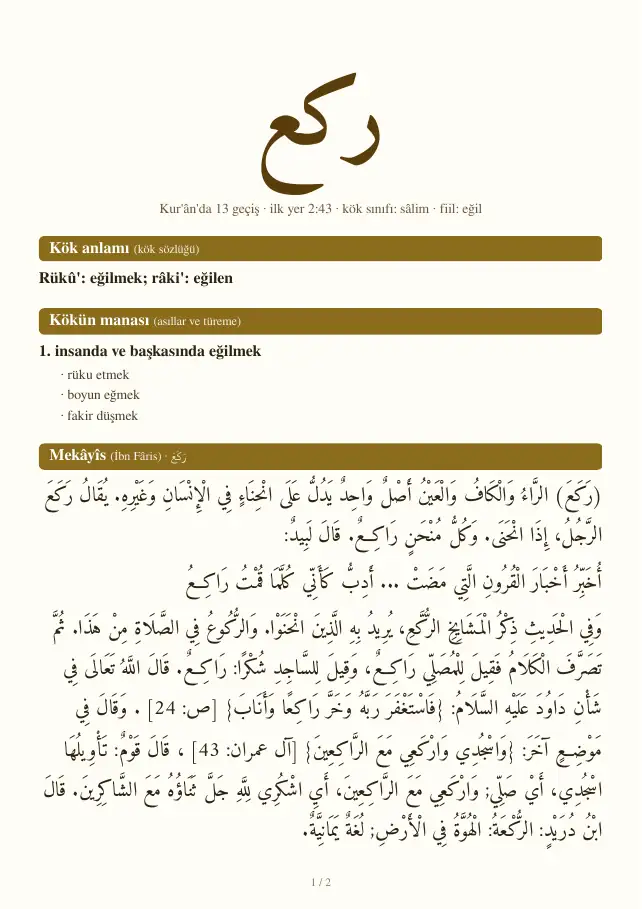 ركع
Kur'ân'da 13 geçiş · ilk yer 2:43 · kök sınıfı: sâlim · fiil: eğil
Kök anlamı (kök sözlüğü)
Rükû': eğilmek; râki': eğilen
Kökün manası (asıllar ve türeme)
1. insanda ve başkasında eğilmek
· rüku etmek
· boyun eğmek
· fakir düşmek
Mekâyîs (İbn Fâris) · رَكَعَ
(رَكَعَ) الرَّاءُ وَالْكَافُ وَالْعَيْنُ أَصْلٌ وَاحِدٌ يَدُلُّ عَلَى انْحِنَاءٍ فِي الْإِنْسَانِ وَغَيْرِهِ. يُقَالُ رَكَعَ
الرَّجُلُ، إِذَا انْحَنَى. وَكُلُّ مُنْحَنٍ رَاكِعٌ. قَالَ لَبِيدٌ:
أُخَبِّرُ أَخْبَارَ الْقُرُونِ الَّتِي مَضَتْ ... أَدِبُّ كَأَنِّي كُلَّمَا قُمْتُ رَاكِعُ
وَفِي الْحَدِيثِ ذِكْرُ الْمَشَايِخِ الرُّكَّعِ، يُرِيدُ بِهِ الَّذِينَ انْحَنَوْا. وَالرُّكُوعُ فِي الصَّلَاةِ مِنْ هَذَا. ثُمَّ
تَصَرَّفَ الْكَلَامُ فَقِيلَ لِلْمُصَلِّي رَاكِعٌ، وَقِيلَ لِلسَّاجِدِ شُكْرًا: رَاكِعٌ. قَالَ اللَّهُ تَعَالَى فِي
شَأْنِ دَاوُدَ عَلَيْهِ السَّلَامُ: {فَاسْتَغْفَرَ رَبَّهُ وَخَرَّ رَاكِعًا وَأَنَابَ} [ص: 24] . وَقَالَ فِي
مَوْضِعٍ آخَرَ: {وَاسْجُدِي وَارْكَعِي مَعَ الرَّاكِعِينَ} [آل عمران: 43] ، قَالَ قَوْمٌ: تَأْوِيلُهَا
اسْجُدِي، أَيْ صَلِّي; وَارْكَعِي مَعَ الرَّاكِعِينَ، أَيِ اشْكُرِي لِلَّهِ جَلَّ ثَنَاؤُهُ مَعَ الشَّاكِرِينَ. قَالَ
ابْنُ دُرَيْدٍ: الرُّكْعَةُ: الْهُوَّةُ فِي الْأَرْضِ; لُغَةٌ يَمَانِيَّةٌ.
1 / 2